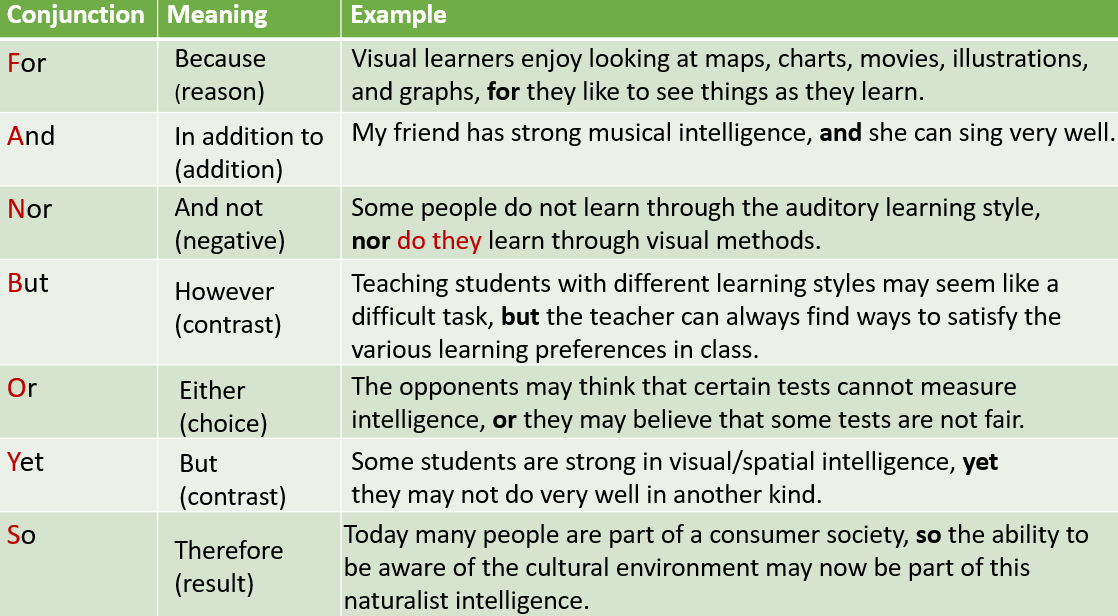 Conjunction Meaning Example
For
Because
(reason)
Visual learners enjoy looking at maps, charts, movies, illustrations,
and graphs, for they like to see things as they learn.
And
In addition to
(addition)
My friend has strong musical intelligence, and she can sing very well.
Nor
And not
(negative)
Some people do not learn through the auditory learning style,
nor do they learn through visual methods.
But
However
(contrast)
Teaching students with different learning styles may seem like a
difficult task, but the teacher can always find ways to satisfy the
various learning preferences in class.
Or
Either
(choice)
The opponents may think that certain tests cannot measure
intelligence, or they may believe that some tests are not fair.
Yet
But
(contrast)
Some students are strong in visual/spatial intelligence, yet
they may not do very well in another kind.
So
Therefore
(result)
Today many people are part of a consumer society, so the ability to
be aware of the cultural environment may now be part of this
naturalist intelligence.